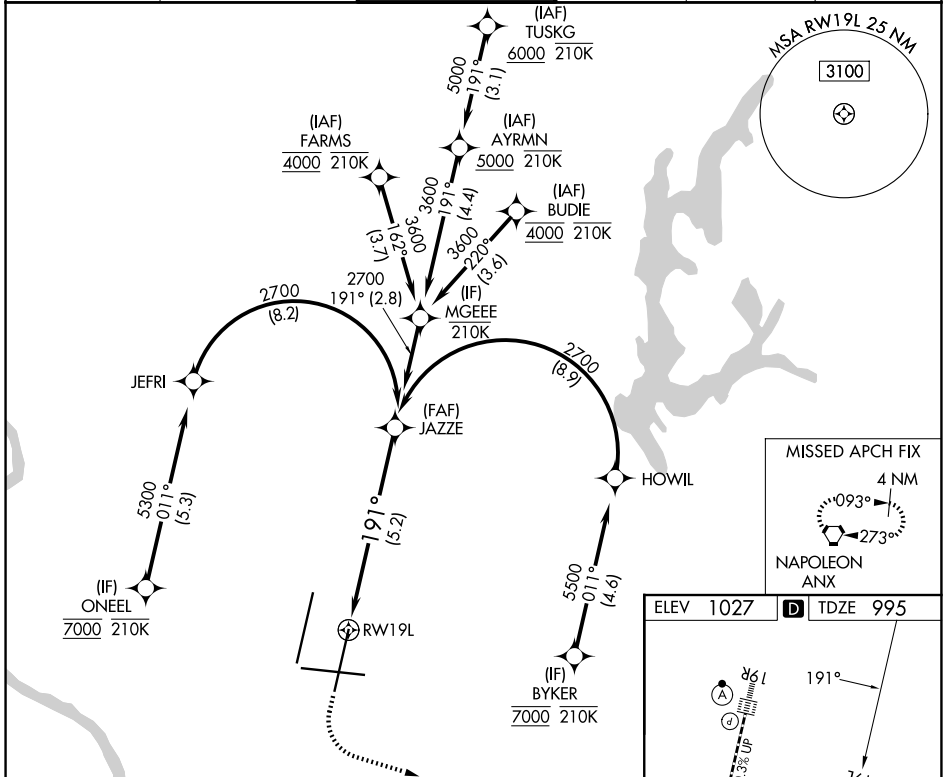 (IAF)
TUSKG
6000 210K
5000
191°
(3.1)
MSA RW19L 25 NM
3100
(IAF)
FARMS
4000 210K
(IAF)
AYRMN
5000 210K
3600
191°
(4.4)
(IAF)
BUDIE
4000 210K
3600
162°
(3.7)
3600
220°
(3.6)
2700
191° (2.8)
(IF)
MGEEE
210K
2700
(8.2)
2700
(8.9)
JEFRI
(FAF)
JAZZE
HOWIL
5300
011°
(5.3)
191°
(5.2)
5500
011°
(4.6)
(IF)
ONEEL
7000 210K
RW19L
(IF)
BYKER
7000 210K
MISSED APCH FIX
4 NM
093°
273°
NAPOLEON
ANX
ELEV 1027 D TDZE 995
191°
19R
A
P
.3% UP